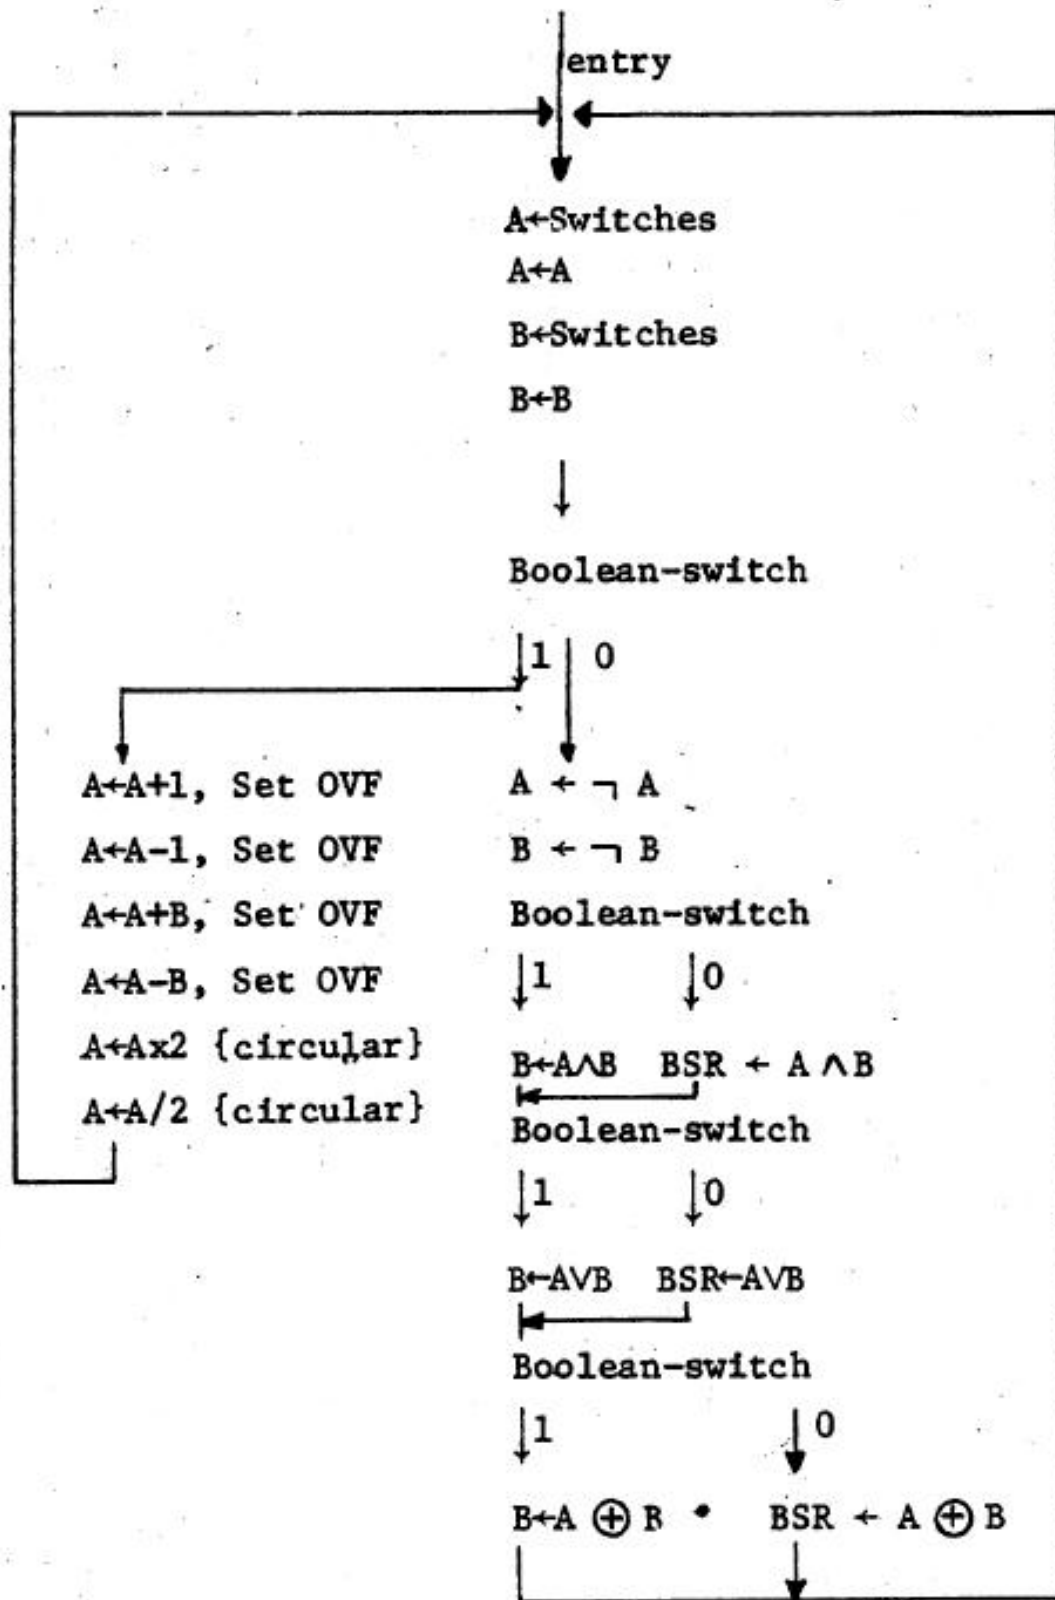 entry
A←Switches
A←A
B←Switches
B←B
Boolean-switch
1 0
A←A+1, Set OVF
A←A-1, Set OVF
A←A+B, Set OVF
A←A-B, Set OVF
A←Ax2 {circular}
A←A/2 {circular}
A ← ¬ A
B ← ¬ B
Boolean-switch
1 0
B←A∧B BSR ← A ∧ B
Boolean-switch
1 0
B←A∨B BSR←A∨B
Boolean-switch
1 0
B←A ⊕ B BSR ← A ⊕ B